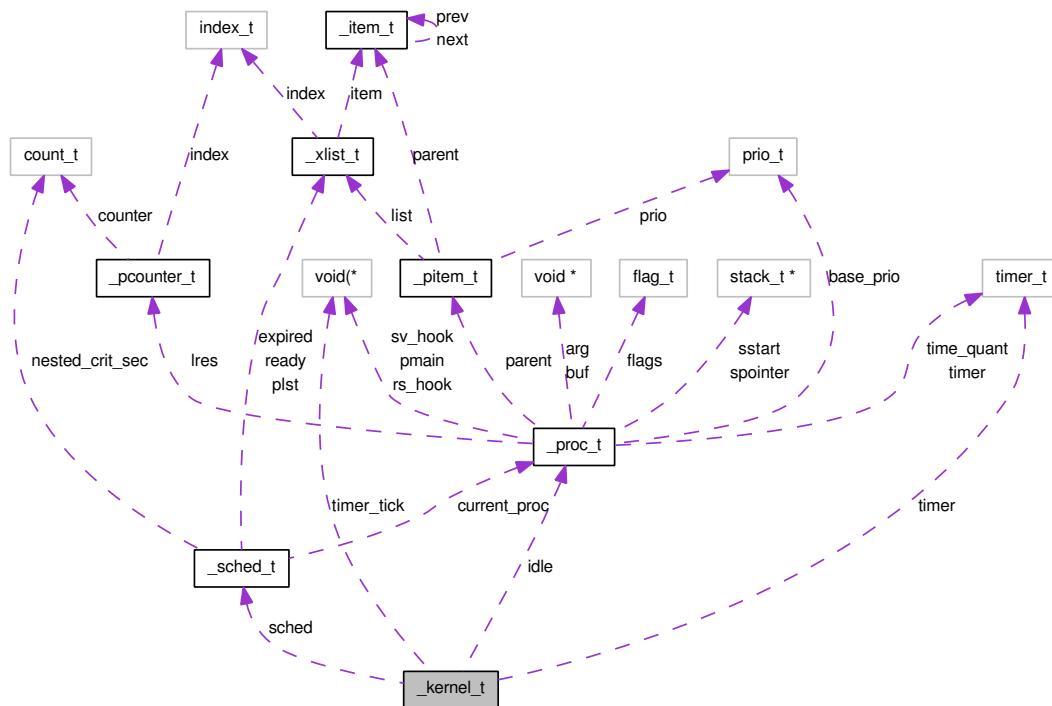 prev
index_t
_item_t
next
index
item
count_t
_xlist_t
prio_t
index
parent
counter
list
prio
_pcounter_t
void(*
_pitem_t
void *
flag_t
stack_t *
base_prio
timer_t
expired
sv_hook
arg
sstart
time_quant
nested_crit_sec
lres
ready
pmain
parent
buf
flags
spointer
timer
plst
rs_hook
_proc_t
timer_tick
current_proc
timer
_sched_t
idle
sched
_kernel_t